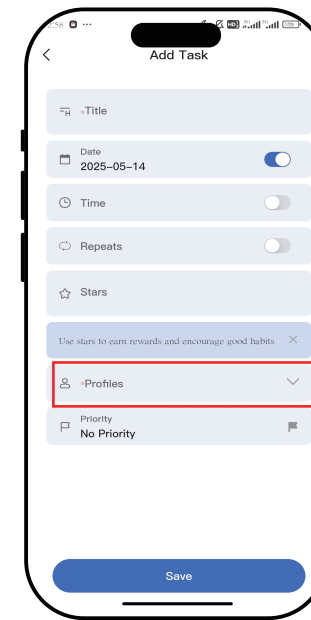 Add Task
*Title
Date
2025-05-14
Time
Repeats
Stars
Use stars to earn rewards and encourage good habits
*Profiles
Priority
No Priority
Save